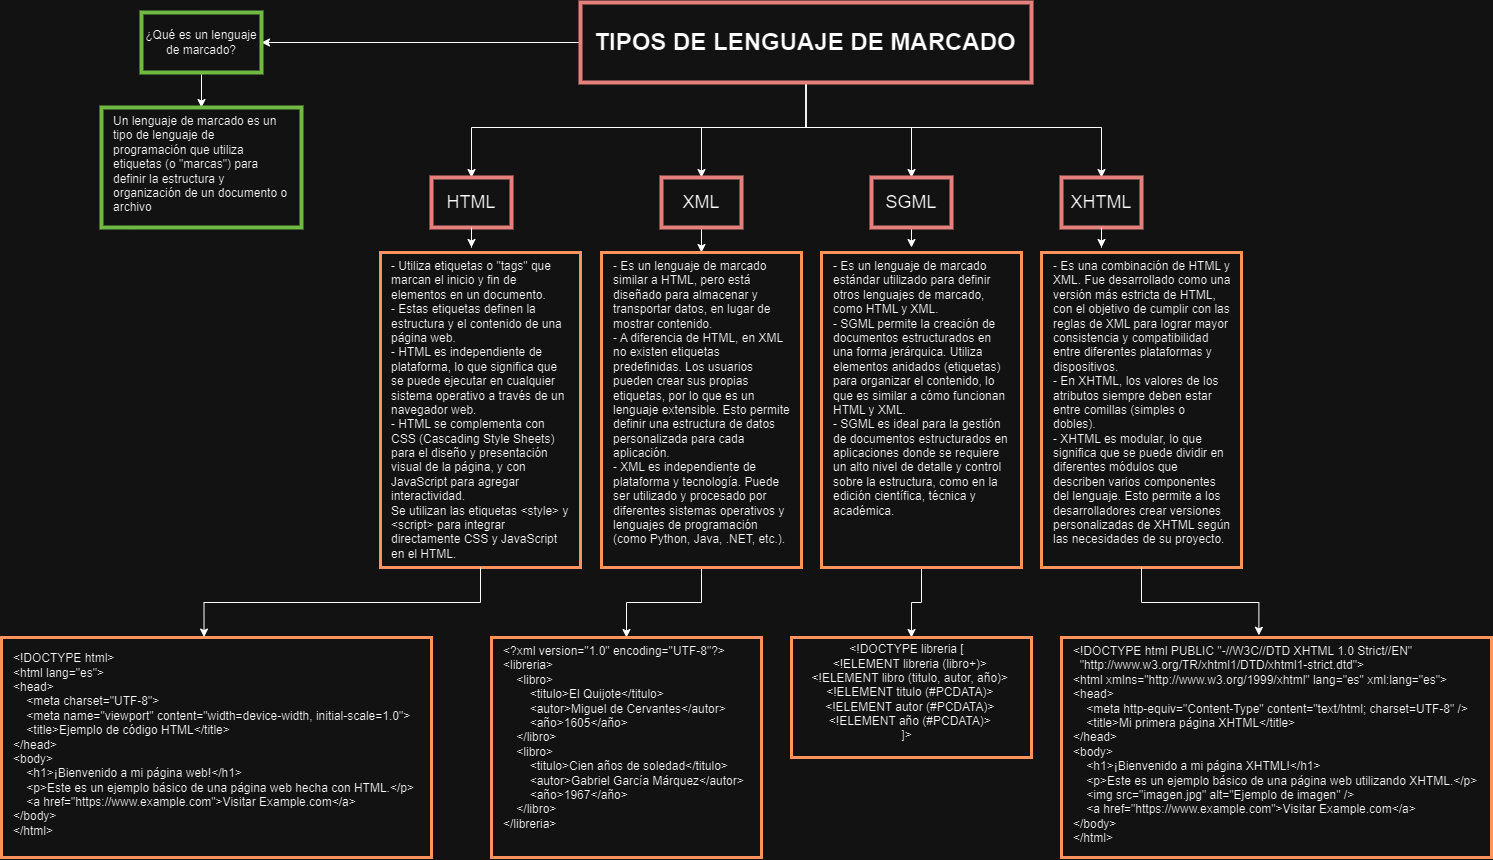 TIPOS DE LENGUAJE DE MARCADO
¿Qué es un lenguaje
de marcado?
Un lenguaje de marcado es un
tipo de lenguaje de
programación que utiliza
etiquetas (o "marcas") para
definir la estructura y
organización de un documento o
archivo
HTML
XML
SGML
XHTML
- Utiliza etiquetas o "tags" que
marcan el inicio y fin de
elementos en un documento.
- Estas etiquetas definen la
estructura y el contenido de una
página web.
- HTML es independiente de
plataforma, lo que significa que
se puede ejecutar en cualquier
sistema operativo a través de un
navegador web.
- HTML se complementa con
CSS (Cascading Style Sheets)
para el diseño y presentación
visual de la página, y con
JavaScript para agregar
interactividad.
Se utilizan las etiquetas <style> y
<script> para integrar
directamente CSS y JavaScript
en el HTML.
- Es un lenguaje de marcado
similar a HTML, pero está
diseñado para almacenar y
transportar datos, en lugar de
mostrar contenido.
- A diferencia de HTML, en XML
no existen etiquetas
predefinidas. Los usuarios
pueden crear sus propias
etiquetas, por lo que es un
lenguaje extensible. Esto permite
definir una estructura de datos
personalizada para cada
aplicación.
- XML es independiente de
plataforma y tecnología. Puede
ser utilizado y procesado por
diferentes sistemas operativos y
lenguajes de programación
(como Python, Java, .NET, etc.).
- Es un lenguaje de marcado
estándar utilizado para definir
otros lenguajes de marcado,
como HTML y XML.
- SGML permite la creación de
documentos estructurados en
una forma jerárquica. Utiliza
elementos anidados (etiquetas)
para organizar el contenido, lo
que es similar a cómo funcionan
HTML y XML.
- SGML es ideal para la gestión
de documentos estructurados en
aplicaciones donde se requiere
un alto nivel de detalle y control
sobre la estructura, como en la
edición científica, técnica y
académica.
- Es una combinación de HTML y
XML. Fue desarrollado como una
versión más estricta de HTML,
con el objetivo de cumplir con las
reglas de XML para lograr mayor
consistencia y compatibilidad
entre diferentes plataformas y
dispositivos.
- En XHTML, los valores de los
atributos siempre deben estar
entre comillas (simples o
dobles).
- XHTML es modular, lo que
significa que se puede dividir en
diferentes módulos que
describen varios componentes
del lenguaje. Esto permite a los
desarrolladores crear versiones
personalizadas de XHTML según
las necesidades de su proyecto.
<!DOCTYPE html>
<html lang="es">
<head>
<meta charset="UTF-8">
<meta name="viewport" content="width=device-width, initial-scale=1.0">
<title>Ejemplo de código HTML</title>
</head>
<body>
<h1>¡Bienvenido a mi página web!</h1>
<p>Este es un ejemplo básico de una página web hecha con HTML.</p>
<a href="https://www.example.com">Visitar Example.com</a>
</body>
</html>
<?xml version="1.0" encoding="UTF-8"?>
<libreria>
<libro>
<titulo>El Quijote</titulo>
<autor>Miguel de Cervantes</autor>
<año>1605</año>
</libro>
<libro>
<titulo>Cien años de soledad</titulo>
<autor>Gabriel García Márquez</autor>
<año>1967</año>
</libro>
</libreria>
<!DOCTYPE libreria [
<!ELEMENT libreria (libro+)>
<!ELEMENT libro (titulo, autor, año)>
<!ELEMENT titulo (#PCDATA)>
<!ELEMENT autor (#PCDATA)>
<!ELEMENT año (#PCDATA)>
]>
<!DOCTYPE html PUBLIC "-//W3C//DTD XHTML 1.0 Strict//EN"
"http://www.w3.org/TR/xhtml1/DTD/xhtml1-strict.dtd">
<html xmlns="http://www.w3.org/1999/xhtml" lang="es" xml:lang="es">
<head>
<meta http-equiv="Content-Type" content="text/html; charset=UTF-8" />
<title>Mi primera página XHTML</title>
</head>
<body>
<h1>¡Bienvenido a mi página XHTML!</h1>
<p>Este es un ejemplo básico de una página web utilizando XHTML.</p>
<img src="imagen.jpg" alt="Ejemplo de imagen" />
<a href="https://www.example.com">Visitar Example.com</a>
</body>
</html>